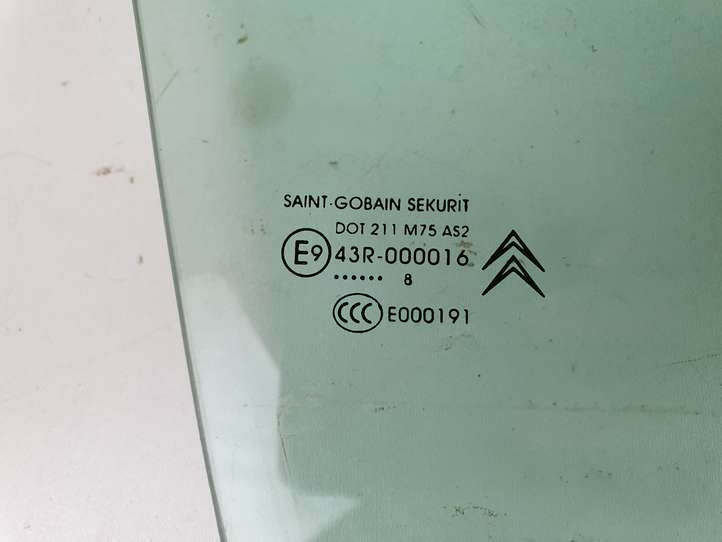 SAINT-GOBAIN SEKURIT
DOT 211 M75 AS2
E9 43R-000016
...... 8
CCC E000191